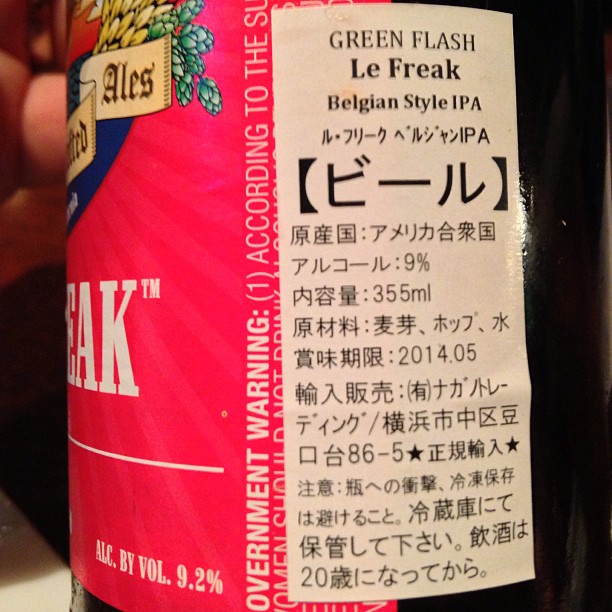 Ales
EAK™
ALC. BY VOL. 9.2%
OVERNMENT WARNING: (1) ACCORDING TO THE SU
OMEN SHOULD NOT DRINK
GREEN FLASH
Le Freak
Belgian Style IPA
ル・フリーク ベルジャンIPA
【ビール】
原産国:アメリカ合衆国
アルコール:9%
内容量:355ml
原材料:麦芽、ホップ、水
賞味期限:2014.05
輸入販売:㈲ナガノトレー
ディング/横浜市中区豆
口台86-5★正規輸入★
注意:瓶への衝撃、冷凍保存
は避けること。冷蔵庫にて
保管して下さい。飲酒は
20歳になってから。